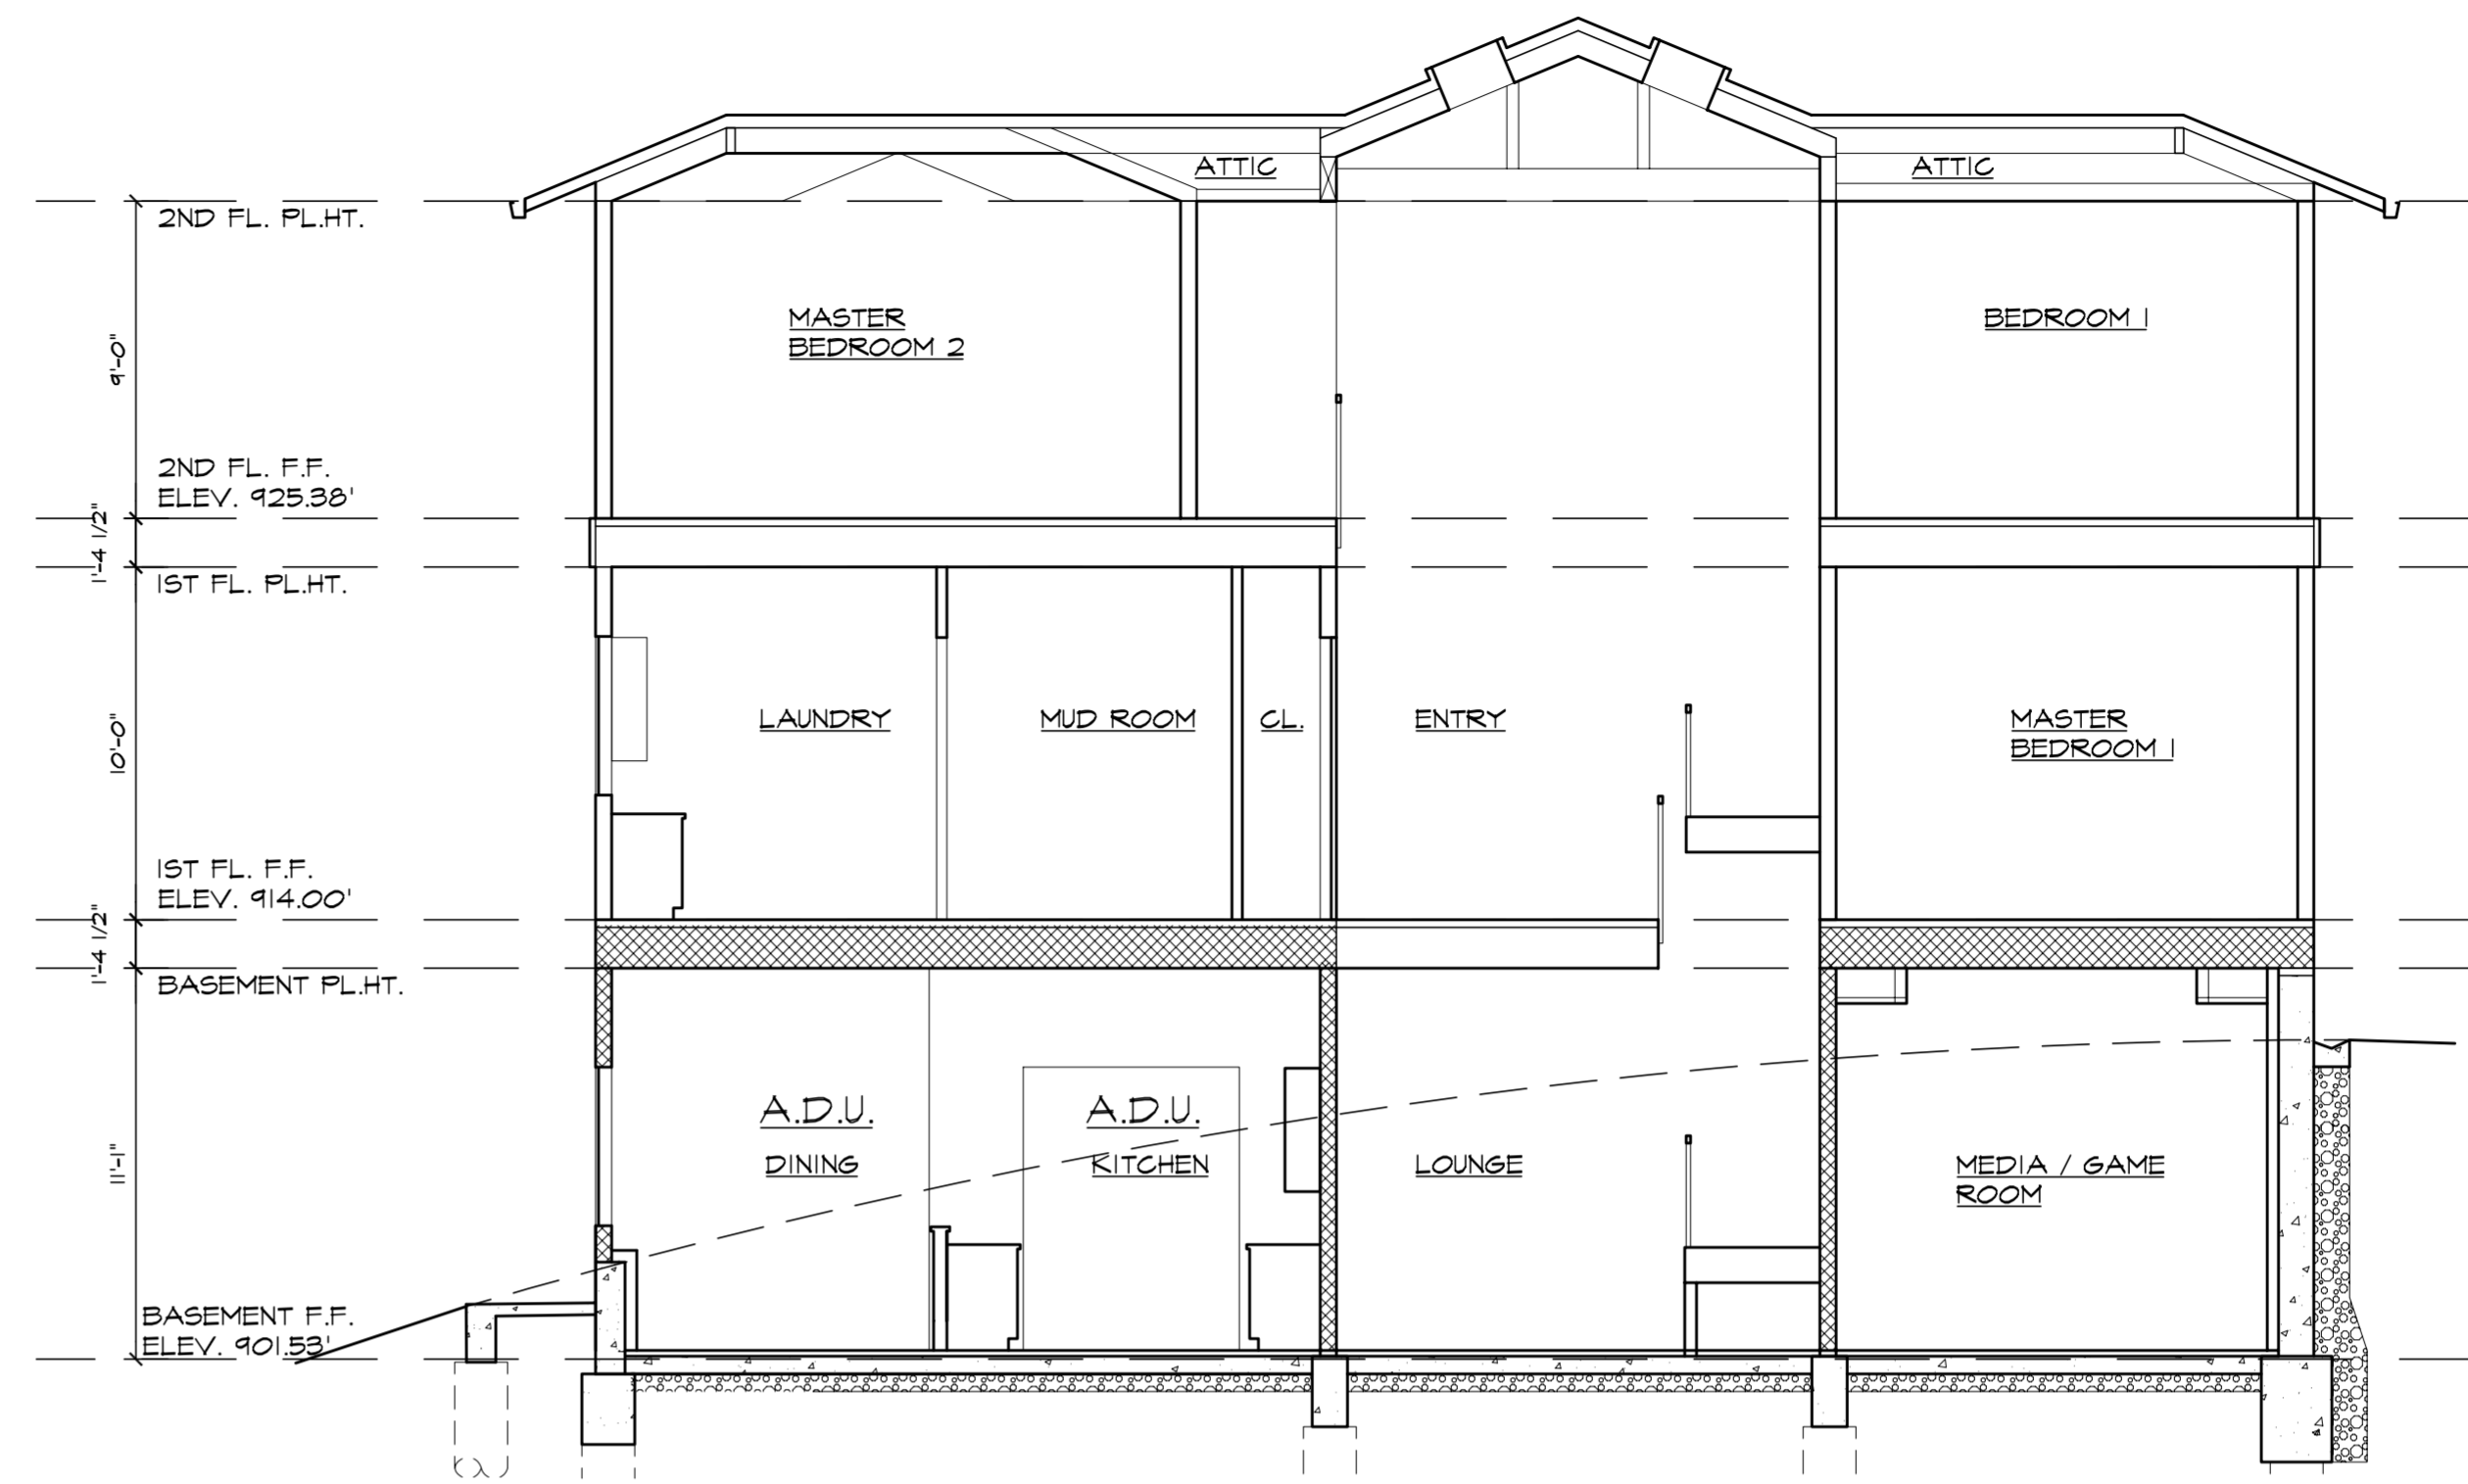 ATTIC
ATTIC
2ND FL. PL.HT.
9'-0"
MASTER
BEDROOM 2
BEDROOM 1
2ND FL. F.F.
ELEV. 925.38'
1'-4 1/2"
1ST FL. PL.HT.
10'-0"
LAUNDRY
MUD ROOM
CL.
ENTRY
MASTER
BEDROOM 1
1ST FL. F.F.
ELEV. 914.00'
1'-4 1/2"
BASEMENT PL.HT.
11'-1"
A.D.U.
DINING
A.D.U.
KITCHEN
LOUNGE
MEDIA / GAME
ROOM
BASEMENT F.F.
ELEV. 901.53'